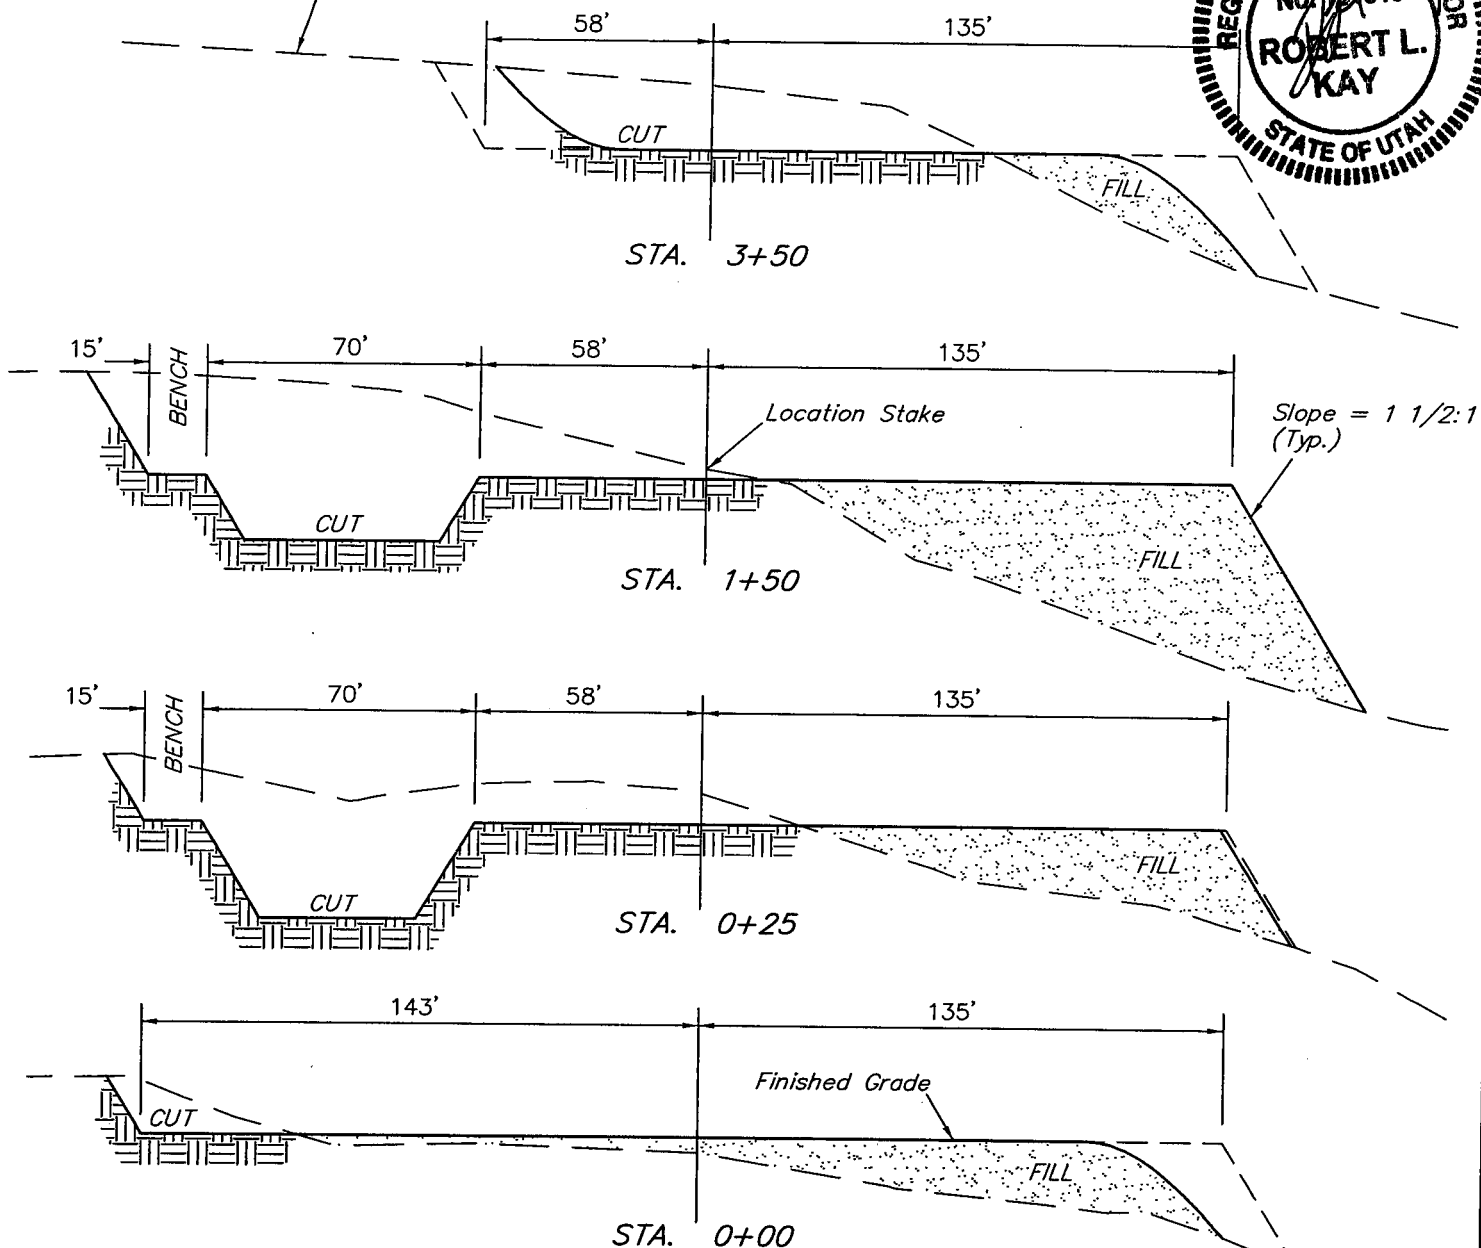 58'
135'
ROBERT L.
KAY
STATE OF UTAH
CUT
FILL
STA. 3+50
15'
BENCH
70'
58'
135'
Location Stake
Slope = 1 1/2:1
(Typ.)
CUT
FILL
STA. 1+50
15'
BENCH
70'
58'
135'
CUT
FILL
STA. 0+25
143'
135'
Finished Grade
CUT
FILL
STA. 0+00